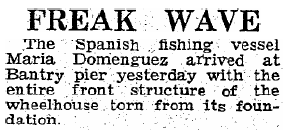 FREAK WAVE
The Spanish fishing vessel
Maria Domenguez arrived at
Bantry pier yesterday with the
entire front structure of the
wheelhouse torn from its foun-
dation.